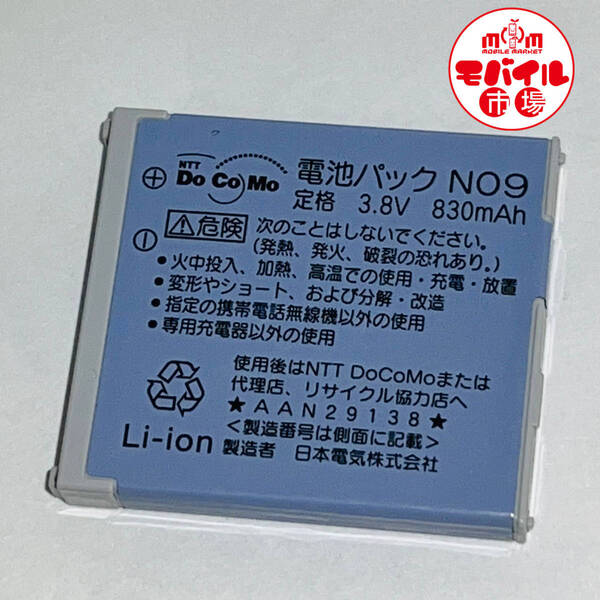 MM
MOBILE MARKET
モバイル
市場
NTT
DoCoMo 電池パック N09
定格 3.8V 830mAh
⚠危険 次のことはしないでください。
(発熱、発火、破裂の恐れあり。)
●火中投入、加熱、高温での使用・充電・放置
●変形やショート、および分解・改造
●指定の携帯電話無線機以外の使用
●専用充電器以外の使用
使用後はNTT DoCoMoまたは
代理店、リサイクル協力店へ
★AAN29138★
<製造番号は側面に記載>
Li-ion 製造者 日本電気株式会社